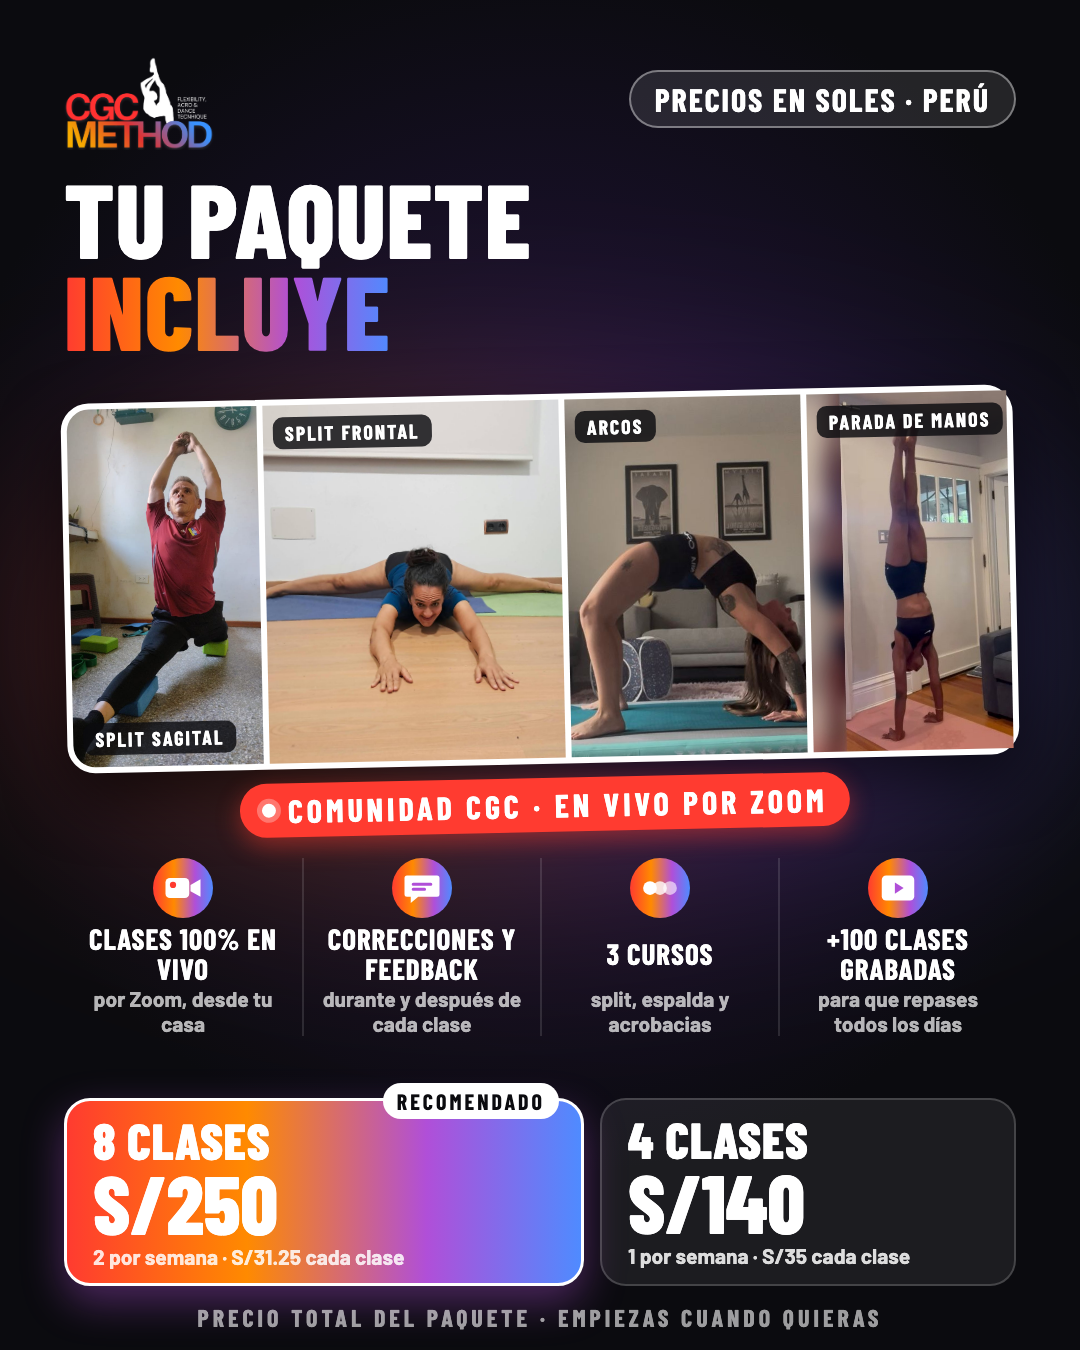 CGC
METHOD
FLEXIBILITY,
ACRO &
DANCE
TECNHIQUE
PRECIOS EN SOLES · PERÚ
TU PAQUETE
INCLUYE
SPLIT SAGITAL
SPLIT FRONTAL
ARCOS
PARADA DE MANOS
COMUNIDAD CGC · EN VIVO POR ZOOM
CLASES 100% EN
VIVO
por Zoom, desde tu
casa
CORRECCIONES Y
FEEDBACK
durante y después de
cada clase
3 CURSOS
split, espalda y
acrobacias
+100 CLASES
GRABADAS
para que repases
todos los días
RECOMENDADO
8 CLASES
S/250
2 por semana · S/31.25 cada clase
4 CLASES
S/140
1 por semana · S/35 cada clase
PRECIO TOTAL DEL PAQUETE · EMPIEZAS CUANDO QUIERAS